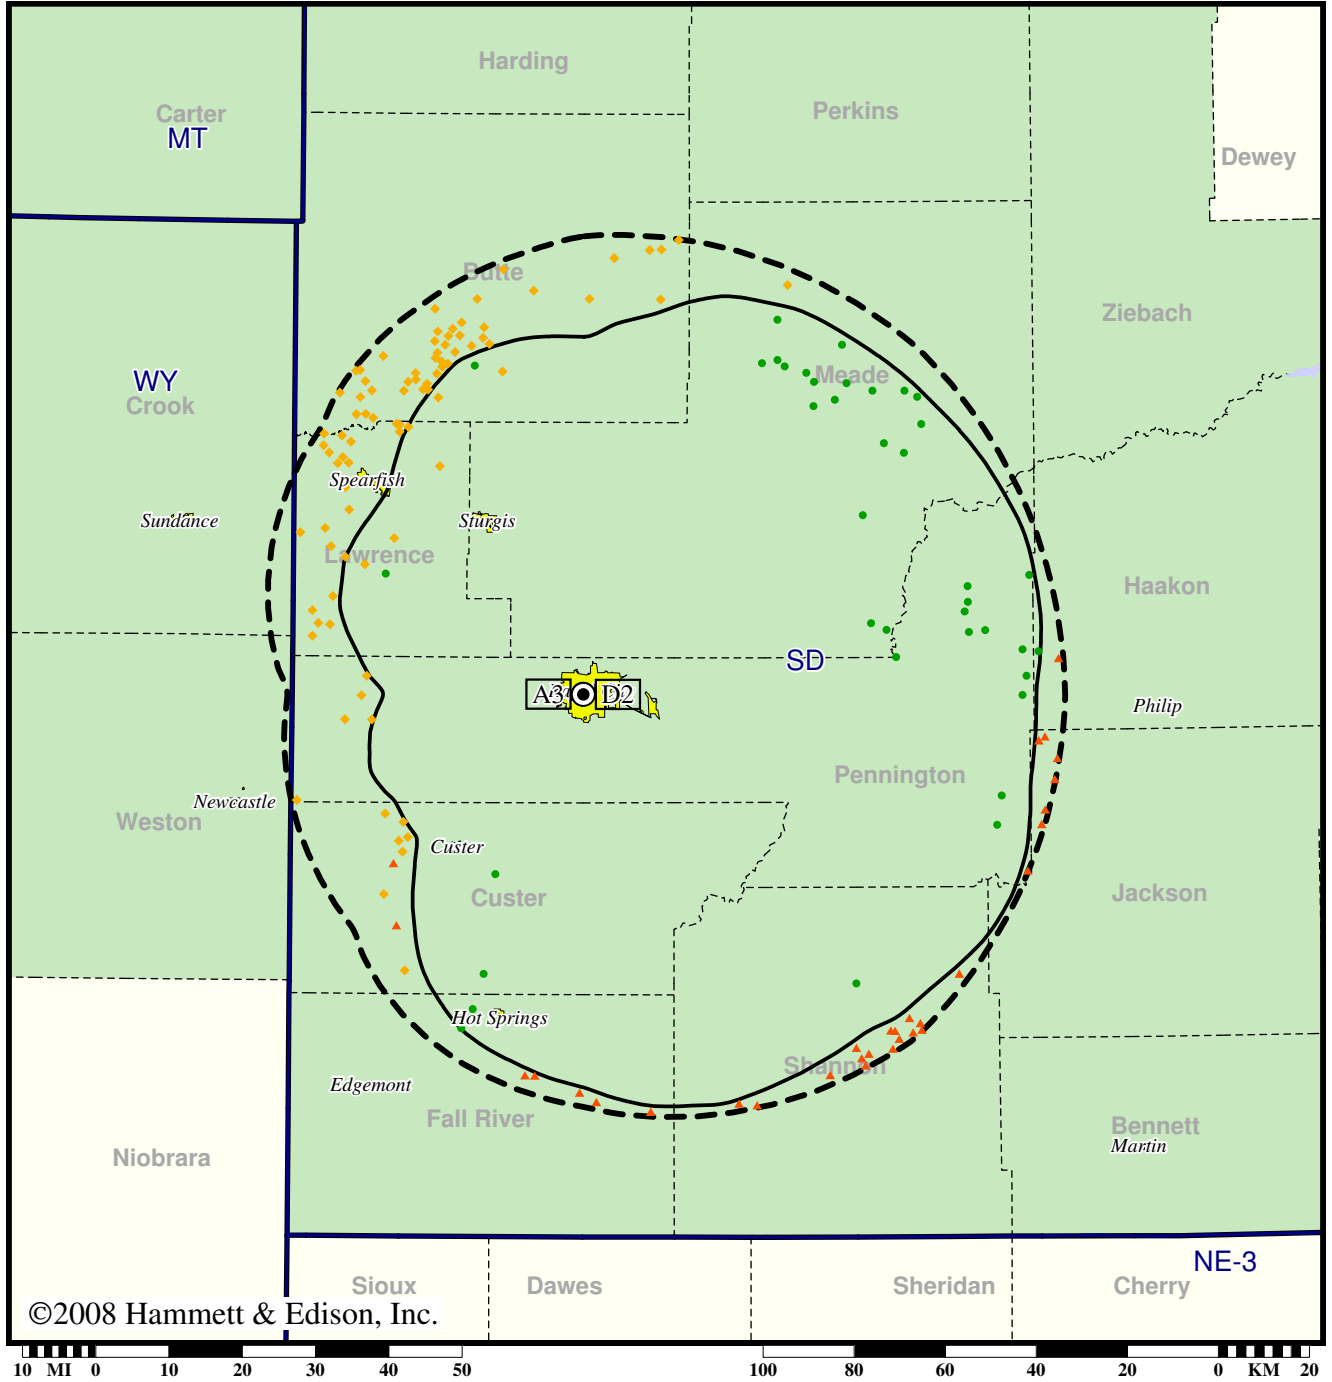 Harding
Carter
MT
Perkins
Dewey
Butte
Ziebach
WY
Crook
Meade
Spearfish
Sundance
Sturgis
Lawrence
Haakon
SD
A3
D2
Philip
Pennington
Newcastle
Weston
Custer
Custer
Jackson
Hot Springs
Shannon
Edgemont
Fall River
Bennett
Martin
Niobrara
NE-3
Sioux
Dawes
Sheridan
Cherry
©2008 Hammett & Edison, Inc.
10 MI 0 10 20 30 40 50 100 80 60 40 20 0 KM 20